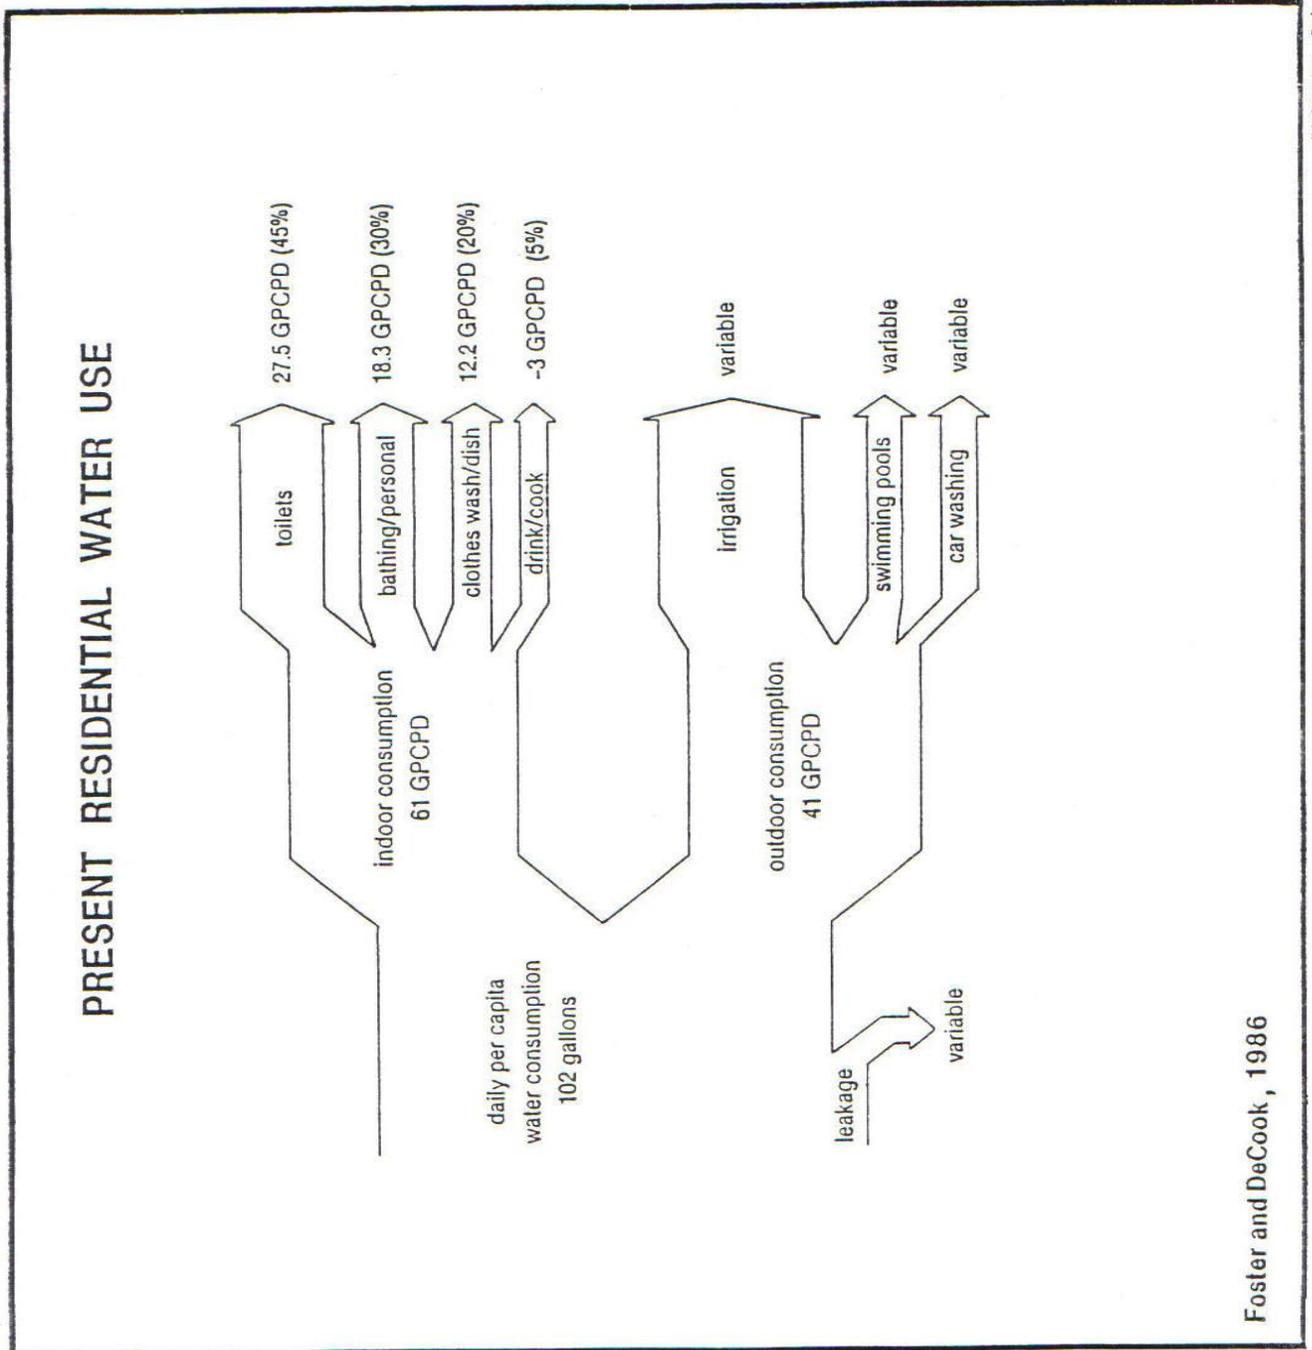 PRESENT RESIDENTIAL WATER USE
toilets
27.5 GPCPD (45%)
bathing/personal
18.3 GPCPD (30%)
clothes wash/dish
12.2 GPCPD (20%)
drink/cook
-3 GPCPD (5%)
indoor consumption
61 GPCPD
daily per capita
water consumption
102 gallons
irrigation
variable
outdoor consumption
41 GPCPD
swimming pools
variable
car washing
variable
leakage
variable
Foster and DeCook, 1986